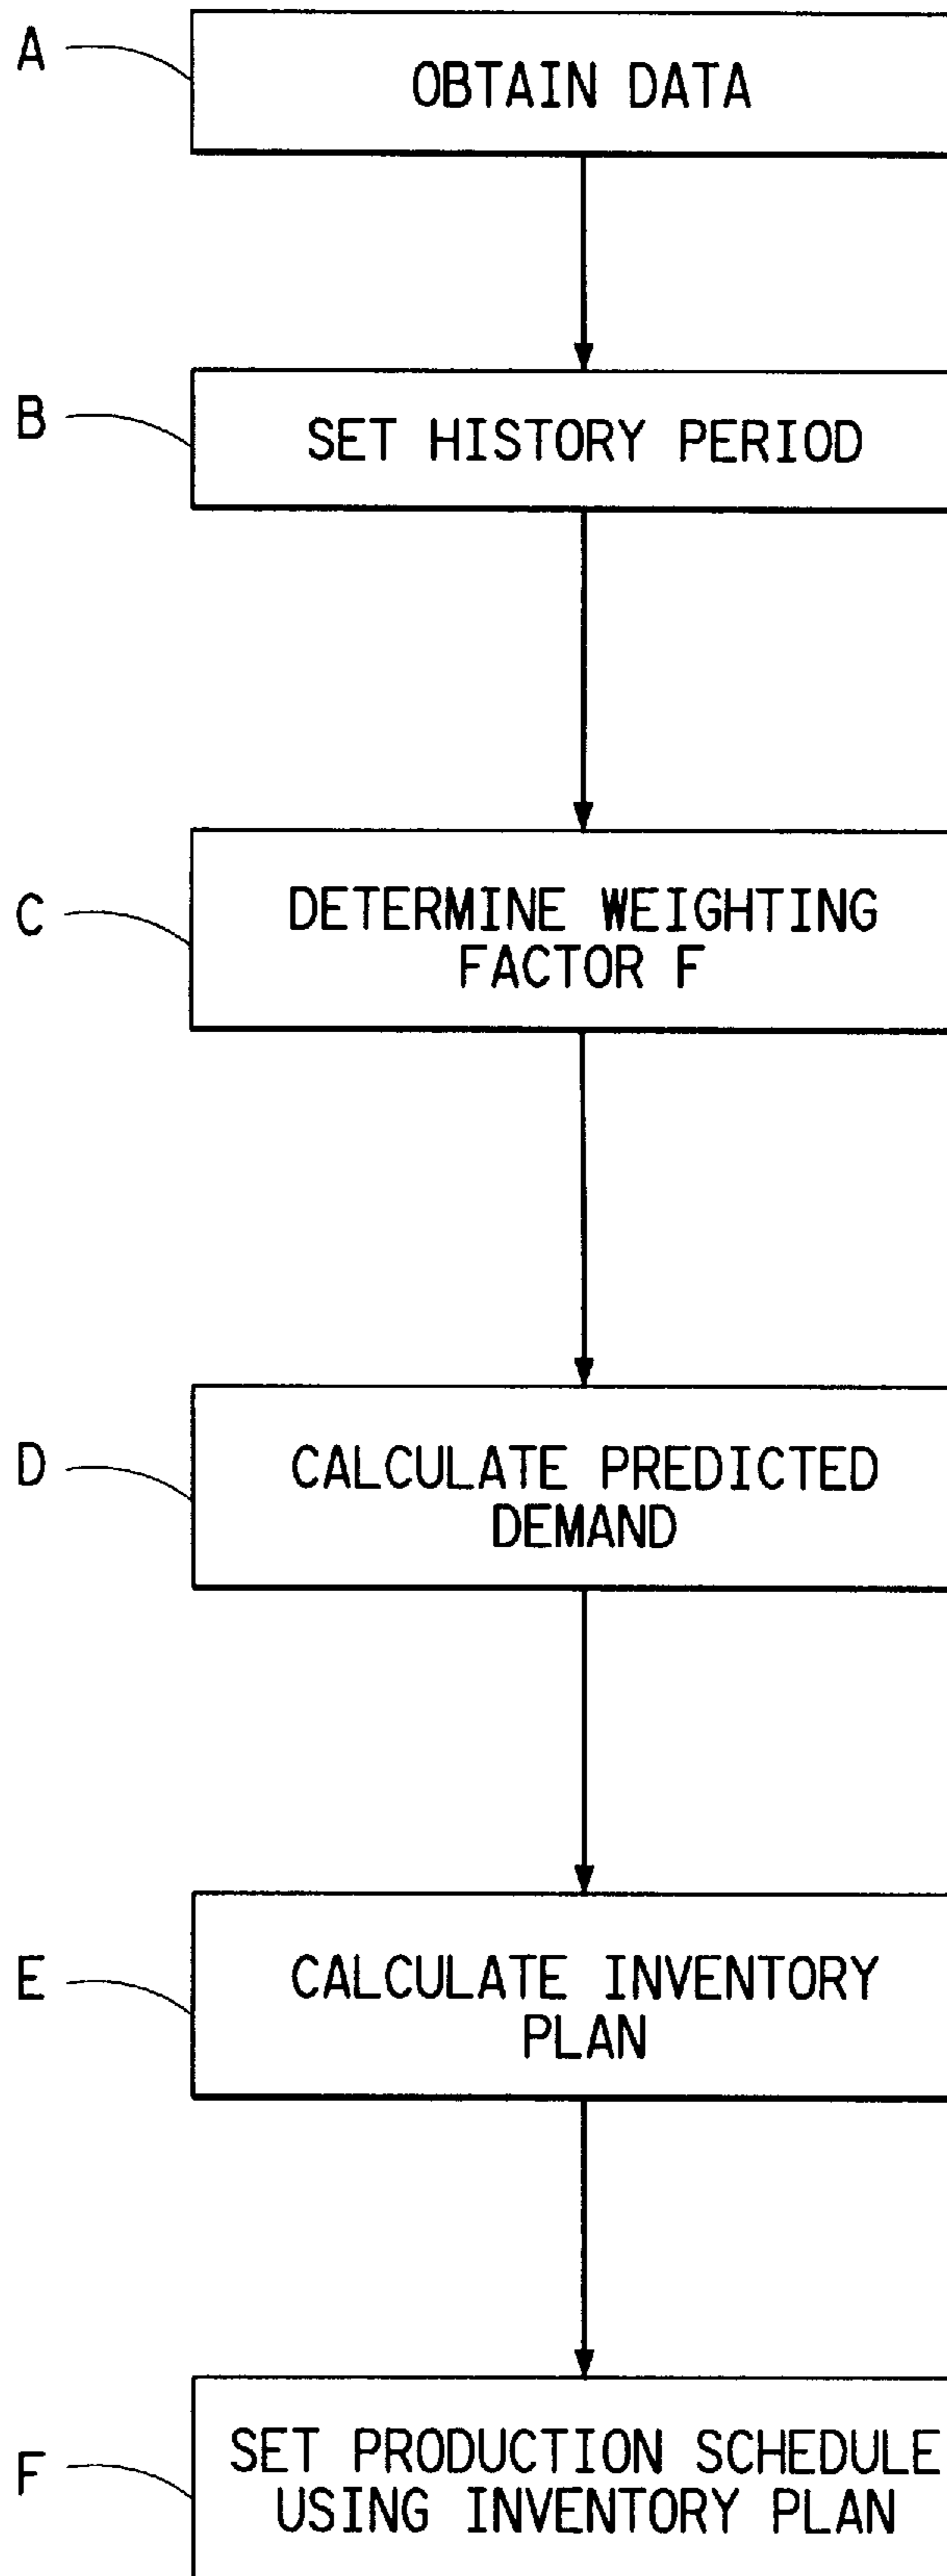 A
OBTAIN DATA
B
SET HISTORY PERIOD
C
DETERMINE WEIGHTING
FACTOR F
D
CALCULATE PREDICTED
DEMAND
E
CALCULATE INVENTORY
PLAN
F
SET PRODUCTION SCHEDULE
USING INVENTORY PLAN